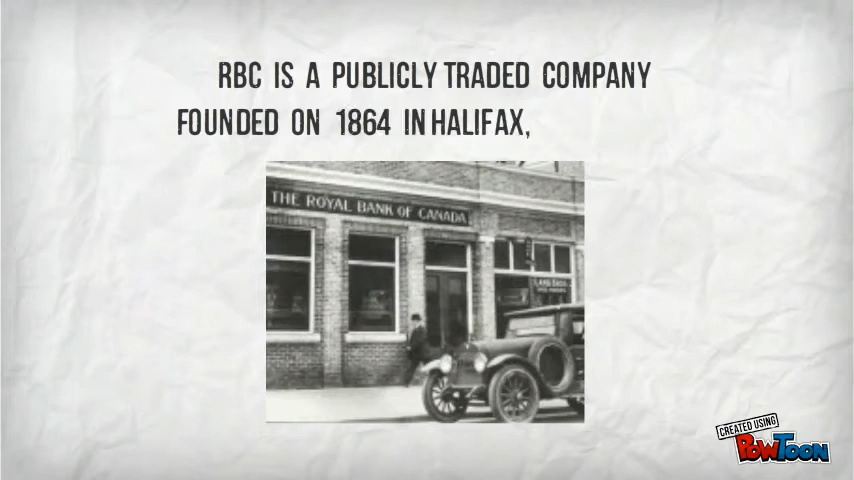 RBC IS A PUBLICLY TRADED COMPANY
FOUNDED ON 1864 IN HALIFAX,
THE ROYAL BANK OF CANADA
CREATED USING
POWTOON